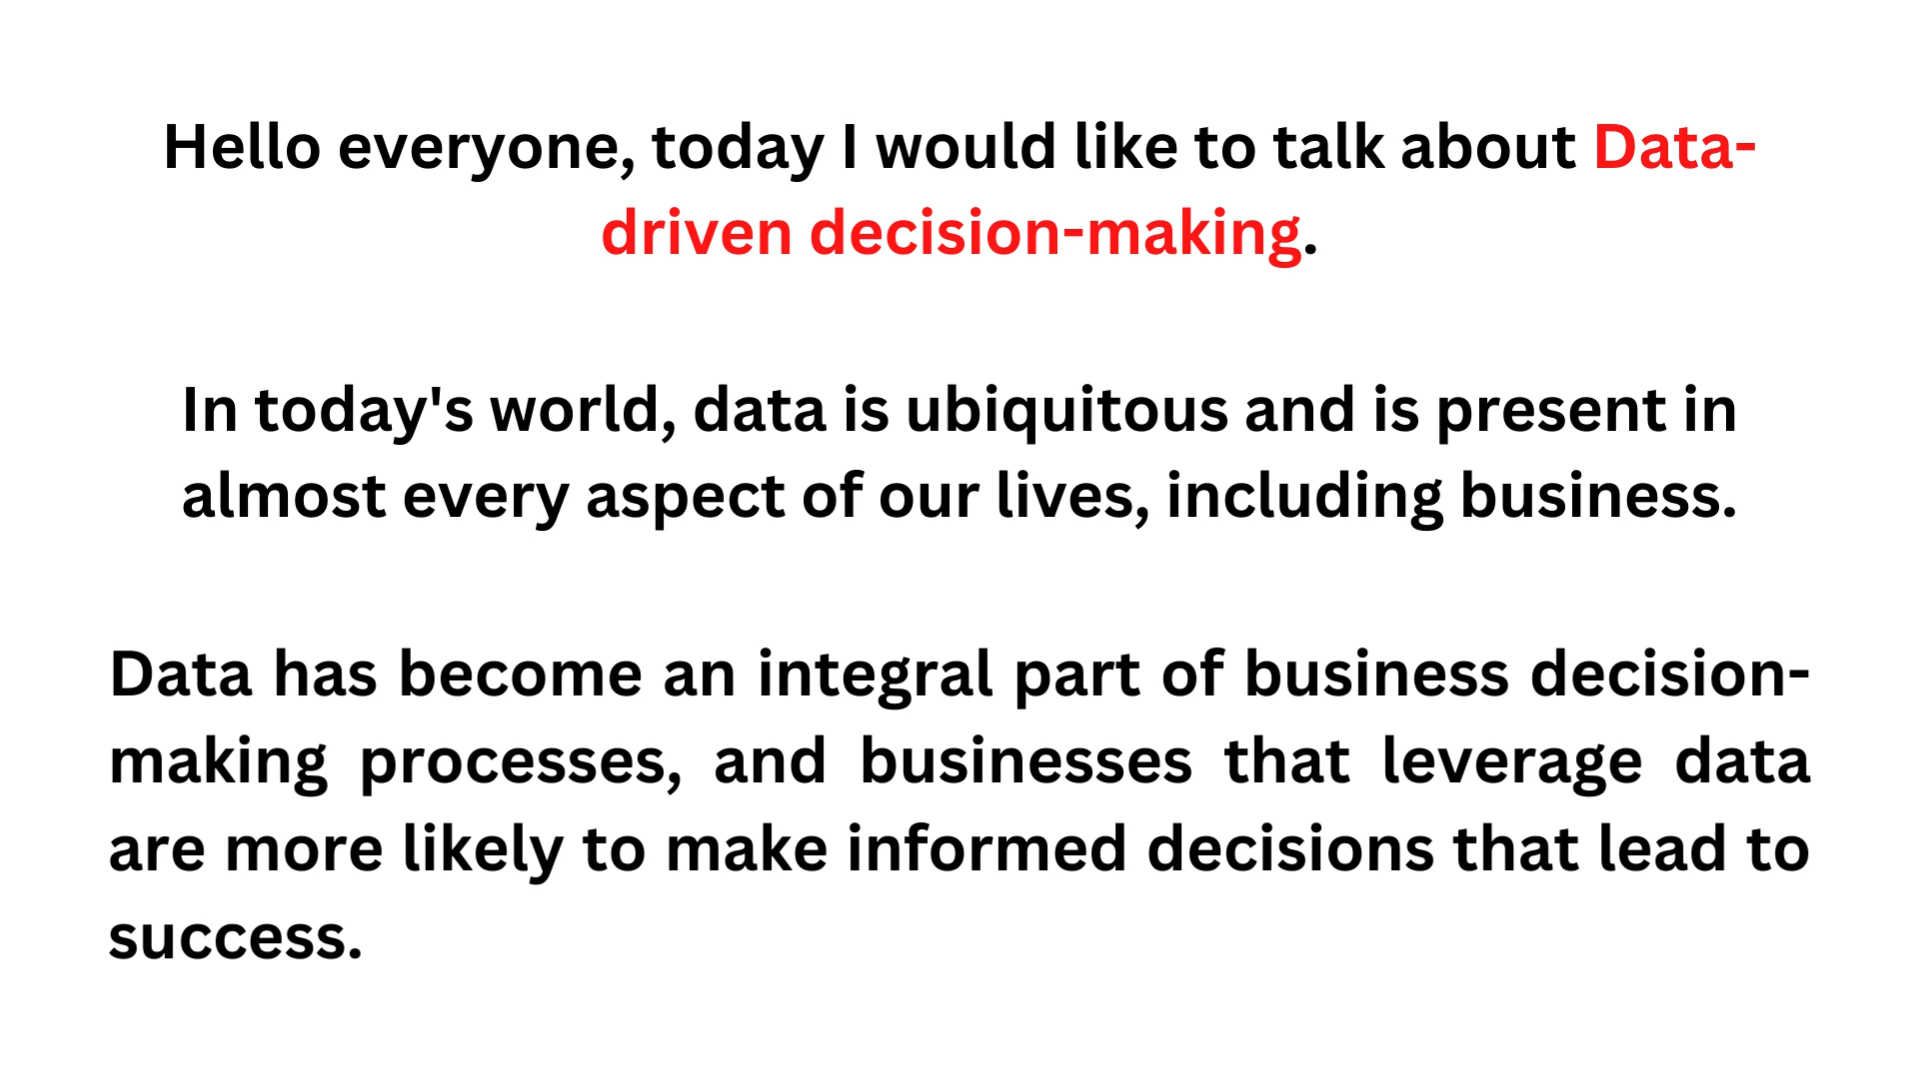 Hello everyone, today I would like to talk about Data-
driven decision-making.
In today's world, data is ubiquitous and is present in
almost every aspect of our lives, including business.
Data has become an integral part of business decision-
making processes, and businesses that leverage data
are more likely to make informed decisions that lead to
success.